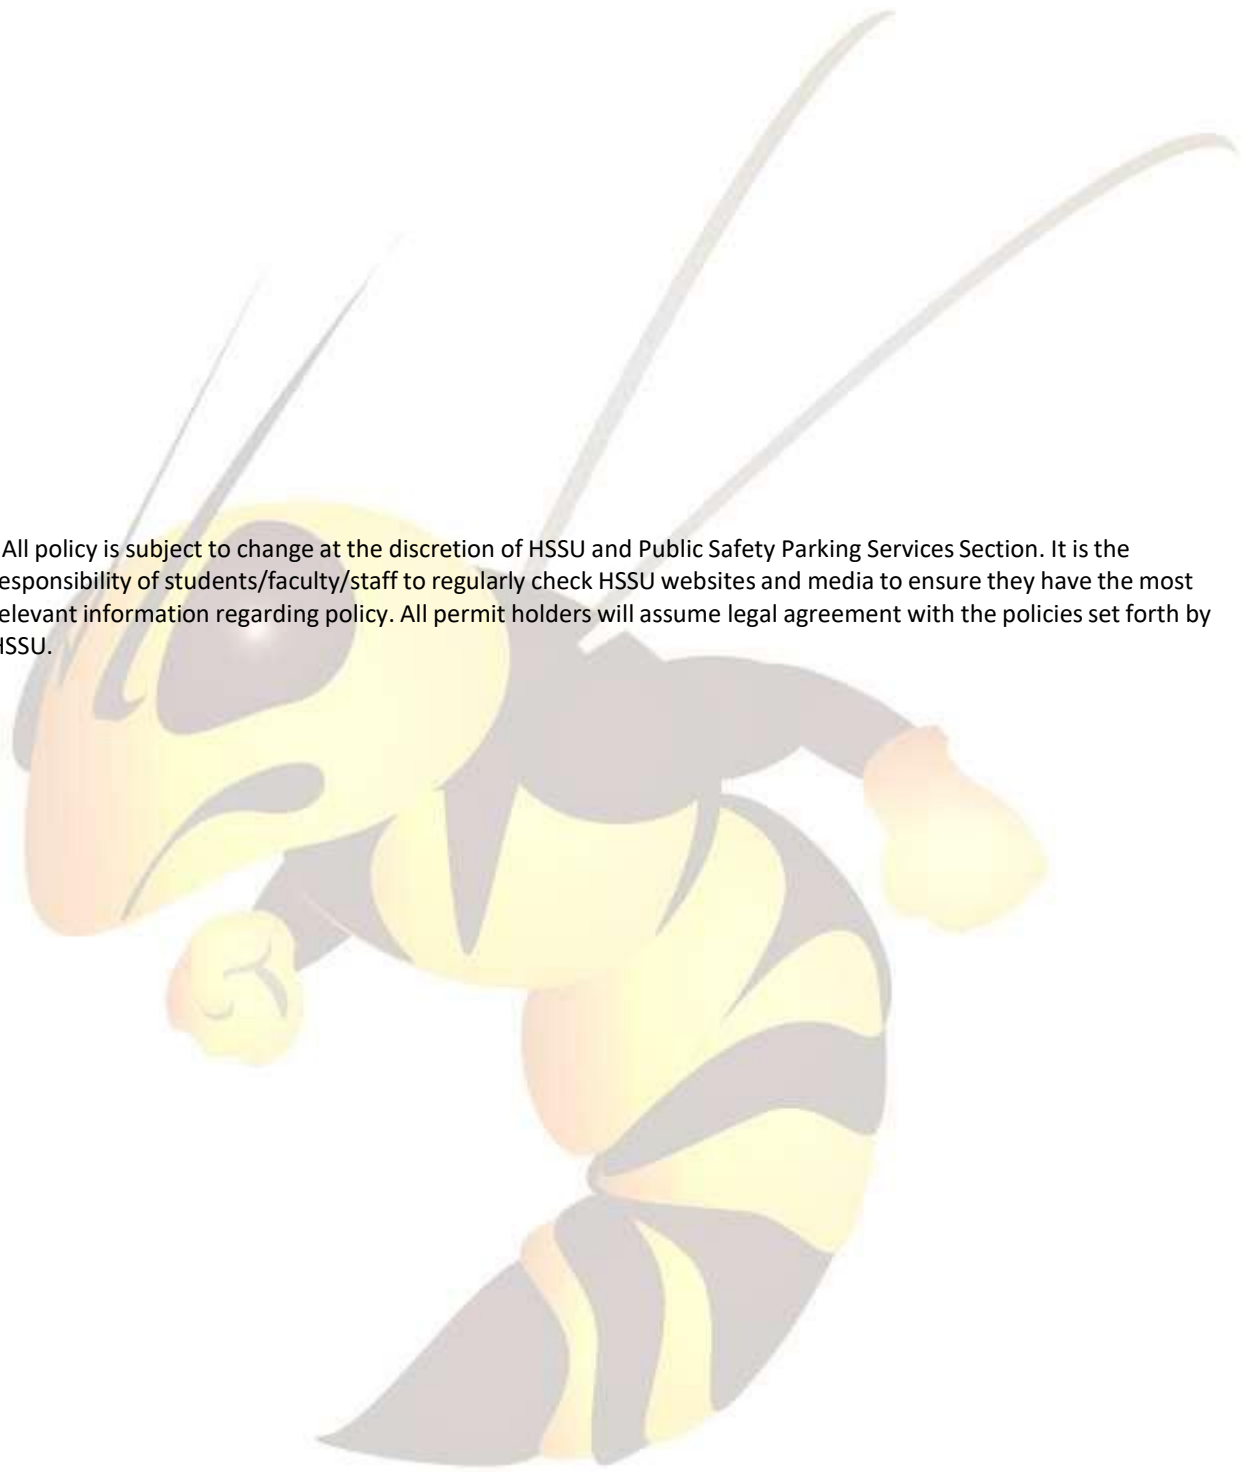 All policy is subject to change at the discretion of HSSU and Public Safety Parking Services Section. It is the
esponsibility of students/faculty/staff to regularly check HSSU websites and media to ensure they have the most
elevant information regarding policy. All permit holders will assume legal agreement with the policies set forth by
HSSU.